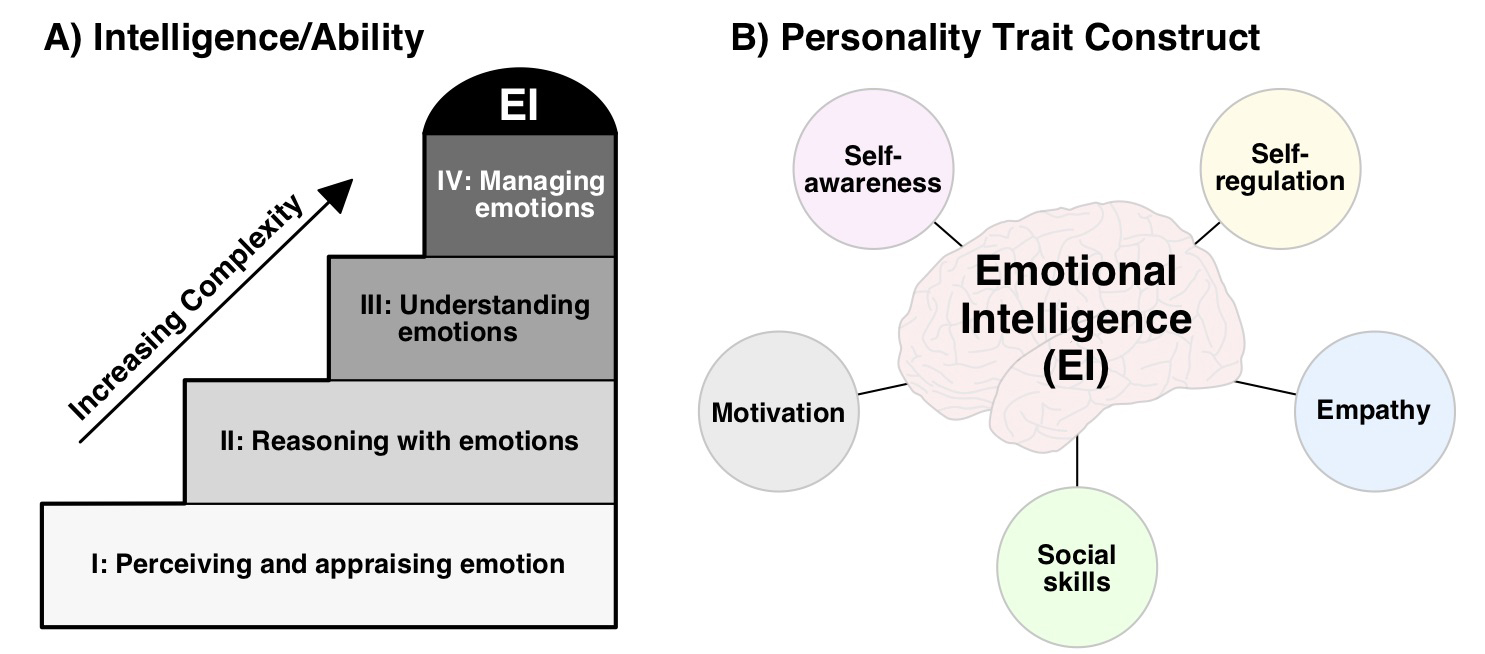 A) Intelligence/Ability
EI
IV: Managing
emotions
III: Understanding
emotions
II: Reasoning with emotions
I: Perceiving and appraising emotion
Increasing Complexity
B) Personality Trait Construct
Self-
awareness
Self-
regulation
Emotional
Intelligence
(EI)
Motivation
Empathy
Social
skills